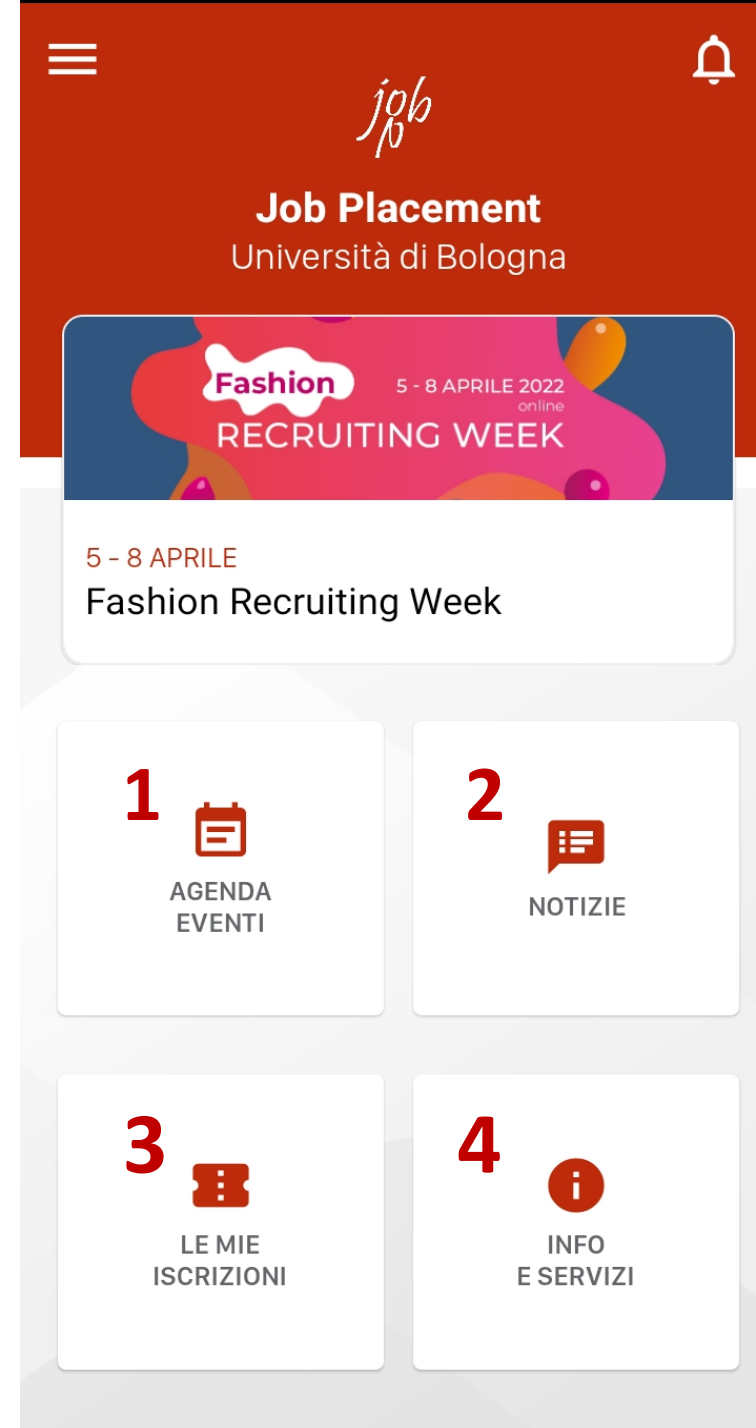 job
Job Placement
Università di Bologna
Fashion
5 - 8 APRILE 2022
online
RECRUITING WEEK
5 - 8 APRILE
Fashion Recruiting Week
1
AGENDA
EVENTI
2
NOTIZIE
3
LE MIE
ISCRIZIONI
4
INFO
E SERVIZI